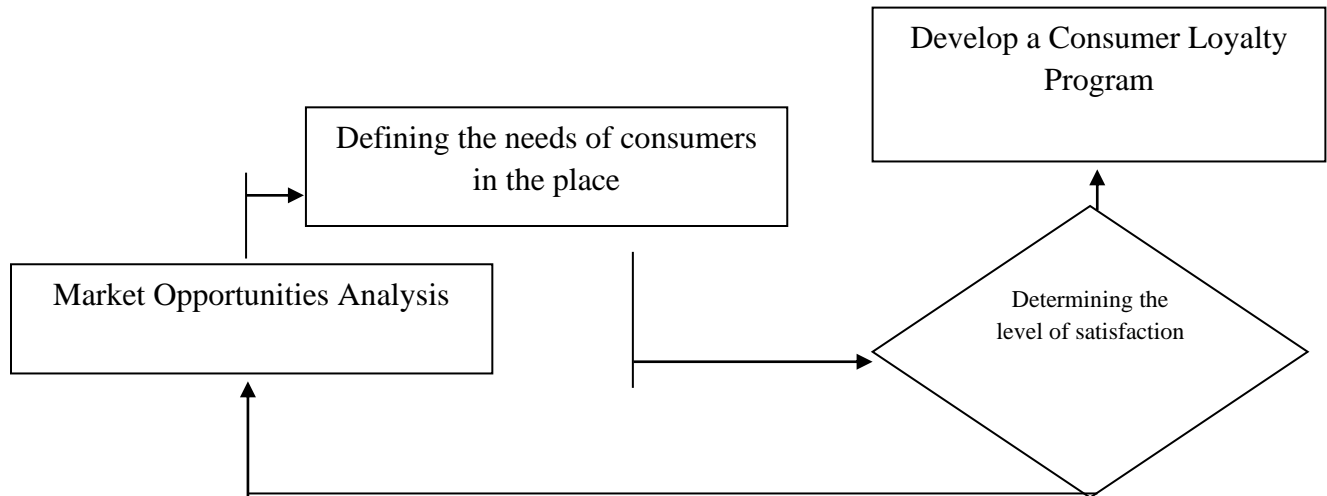 Develop a Consumer Loyalty
Program
Defining the needs of consumers
in the place
Market Opportunities Analysis
Determining the
level of satisfaction